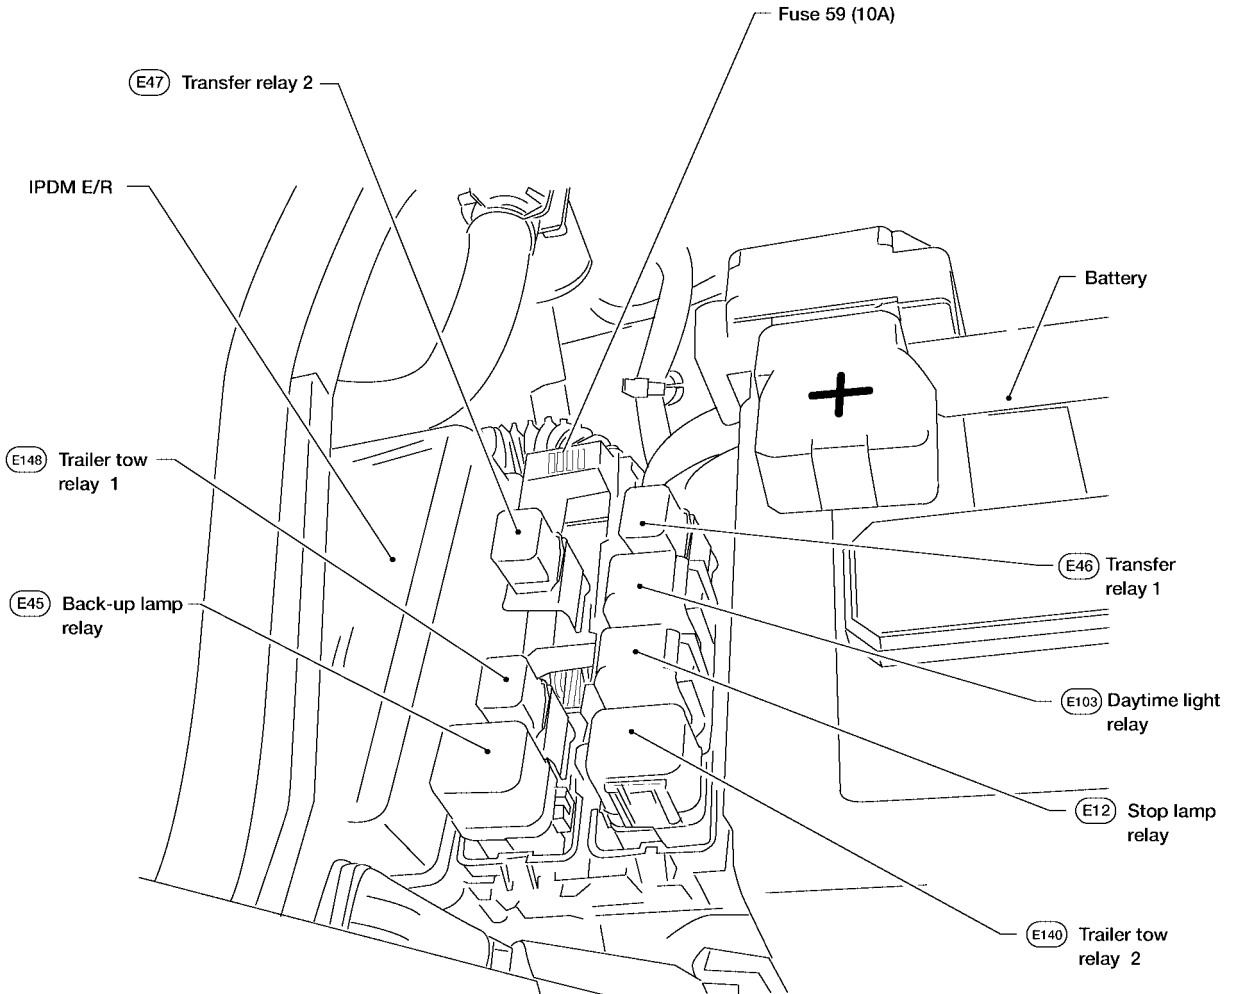 Fuse 59 (10A)
E47 Transfer relay 2
IPDM E/R
Battery
E148 Trailer tow
relay 1
E46 Transfer
relay 1
E45 Back-up lamp
relay
E103 Daytime light
relay
E12 Stop lamp
relay
E140 Trailer tow
relay 2
+